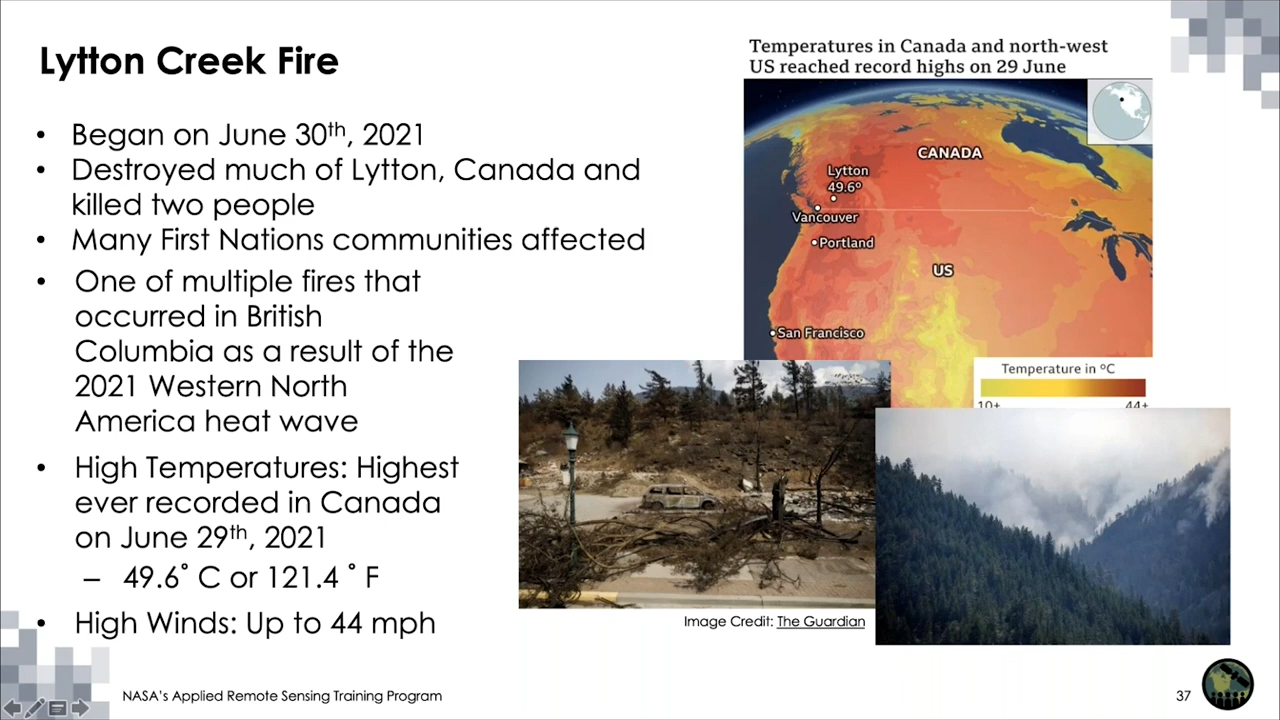 Lytton Creek Fire
• Began on June 30th, 2021
• Destroyed much of Lytton, Canada and
killed two people
• Many First Nations communities affected
• One of multiple fires that
occurred in British
Columbia as a result of the
2021 Western North
America heat wave
• High Temperatures: Highest
ever recorded in Canada
on June 29th, 2021
– 49.6˚ C or 121.4 ˚ F
• High Winds: Up to 44 mph
Temperatures in Canada and north-west
US reached record highs on 29 June
CANADA
Lytton
49.6º
Vancouver
Portland
US
San Francisco
Temperature in ºC
10+ 44+
Image Credit: The Guardian
NASA's Applied Remote Sensing Training Program
37